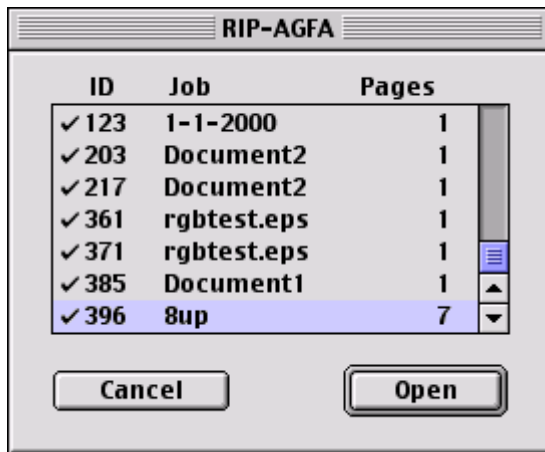 RIP-AGFA
ID Job Pages
✓ 123 1-1-2000 1
✓ 203 Document2 1
✓ 217 Document2 1
✓ 361 rgbtest.eps 1
✓ 371 rgbtest.eps 1
✓ 385 Document1 1
✓ 396 8up 7
Cancel Open